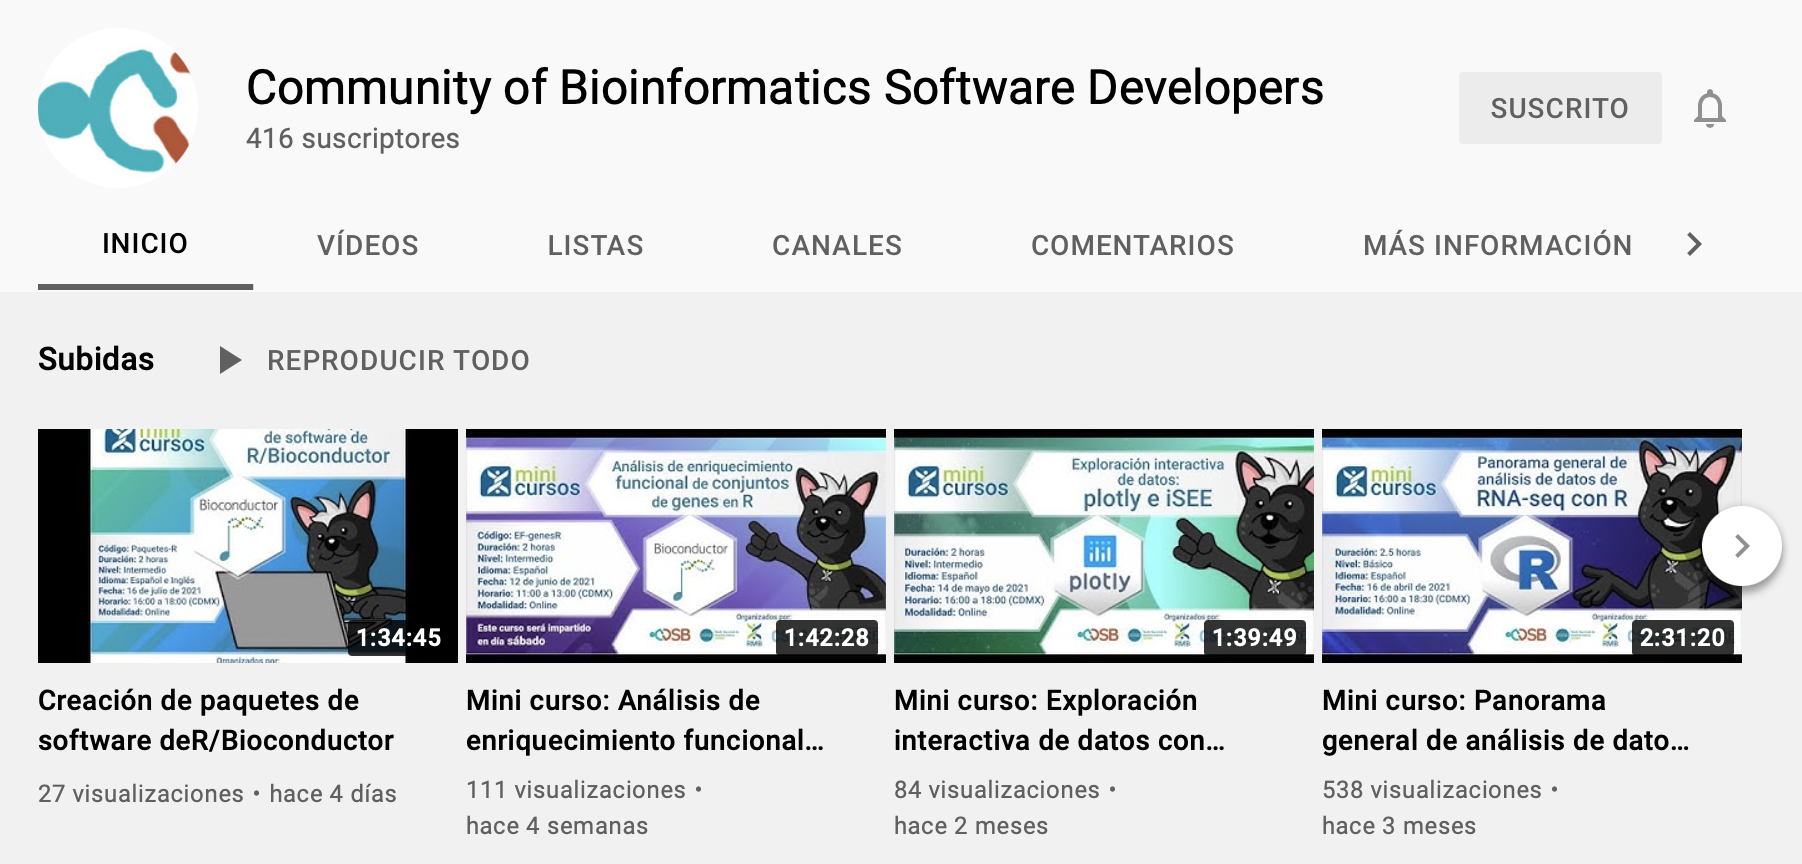 Community of Bioinformatics Software Developers
416 suscriptores
SUSCRITO
INICIO
VÍDEOS
LISTAS
CANALES
COMENTARIOS
MÁS INFORMACIÓN
Subidas
REPRODUCIR TODO
mini
cursos
de software de
R/Bioconductor
Bioconductor
Código: Paquetes-R
Duración: 2 horas
Nivel: Intermedio
Idioma: Español e Inglés
Fecha: 16 de julio de 2021
Horario: 16:00 a 18:00 (CDMX)
Modalidad: Online
Organizados por:
1:34:45
Creación de paquetes de
software deR/Bioconductor
27 visualizaciones • hace 4 días
mini
cursos
Análisis de enriquecimiento
funcional de conjuntos
de genes en R
Código: EF-genesR
Duración: 2 horas
Nivel: Intermedio
Idioma: Español
Fecha: 12 de junio de 2021
Horario: 11:00 a 13:00 (CDMX)
Modalidad: Online
Este curso será impartido
en día sábado
Bioconductor
Organizados por:
CDSB
RMB
1:42:28
Mini curso: Análisis de
enriquecimiento funcional...
111 visualizaciones •
hace 4 semanas
mini
cursos
Exploración interactiva
de datos:
plotly e iSEE
Duración: 2 horas
Nivel: Intermedio
Idioma: Español
Fecha: 14 de mayo de 2021
Horario: 16:00 a 18:00 (CDMX)
Modalidad: Online
plotly
Organizados por:
CDSB
RMB
1:39:49
Mini curso: Exploración
interactiva de datos con...
84 visualizaciones •
hace 2 meses
mini
cursos
Panorama general de
análisis de datos de
RNA-seq con R
Duración: 2.5 horas
Nivel: Básico
Idioma: Español
Fecha: 16 de abril de 2021
Horario: 16:00 a 18:30 (CDMX)
Modalidad: Online
R
Organizados por:
CDSB
RMB
2:31:20
Mini curso: Panorama
general de análisis de dato...
538 visualizaciones •
hace 3 meses